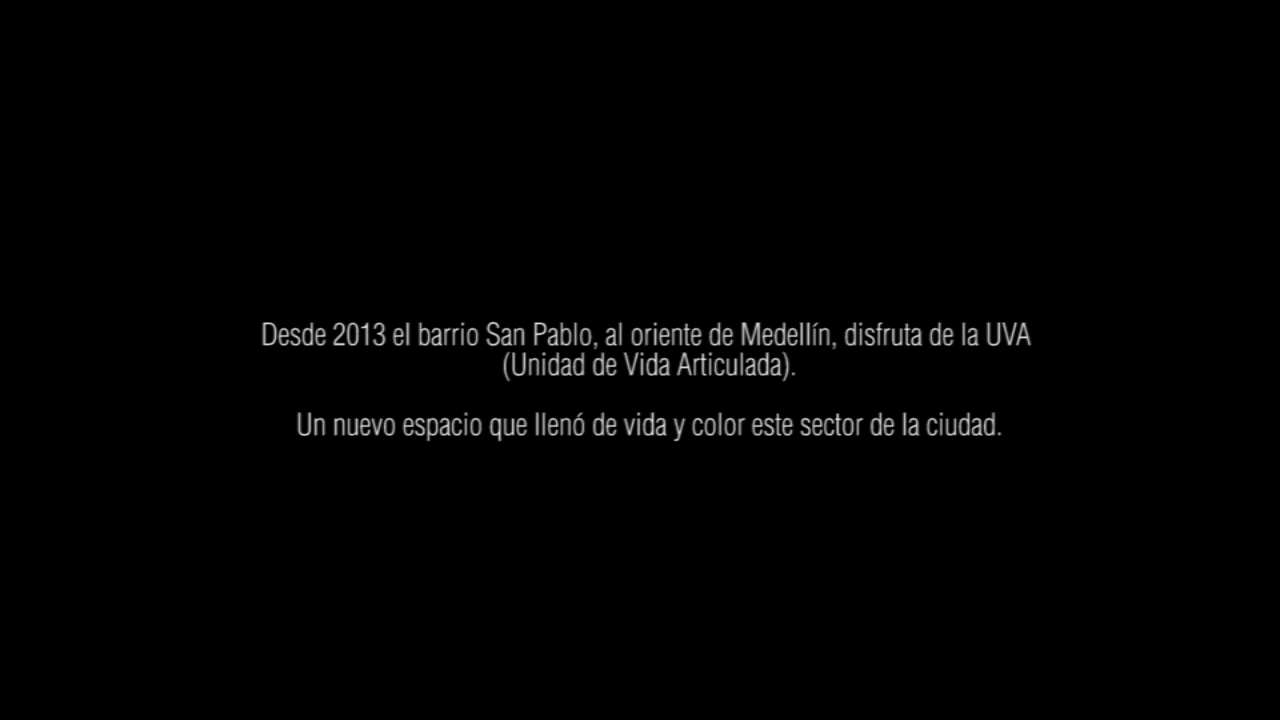 Desde 2013 el barrio San Pablo, al oriente de Medellín, disfruta de la UVA
(Unidad de Vida Articulada).
Un nuevo espacio que llenó de vida y color este sector de la ciudad.